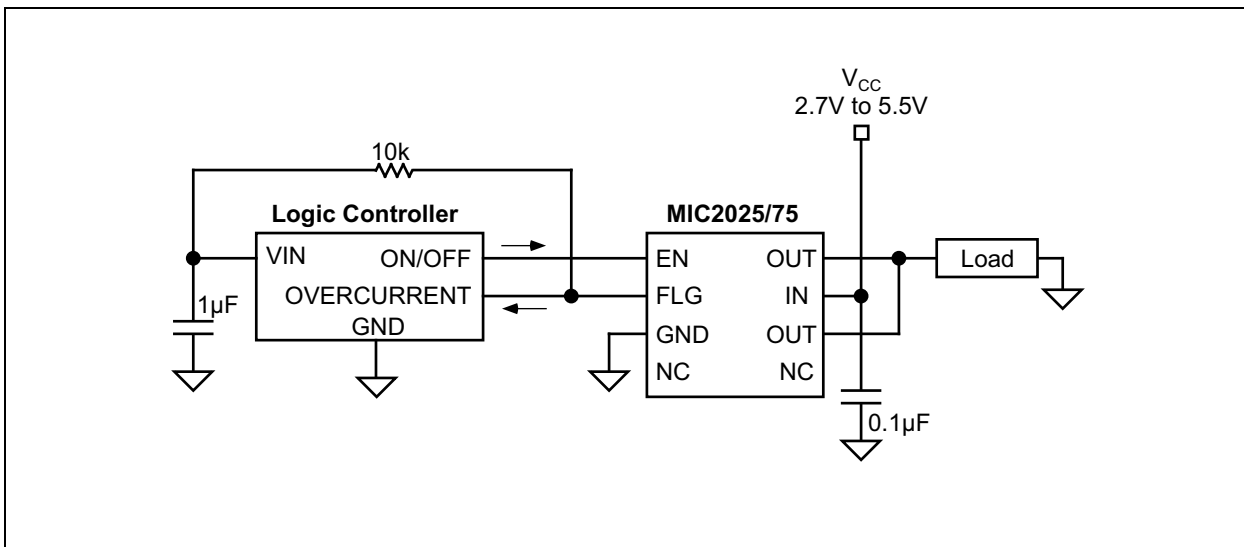 V_CC
2.7V to 5.5V
10k
Logic Controller
MIC2025/75
VIN
ON/OFF
OVERCURRENT
GND
1µF
EN
FLG
GND
NC
OUT
IN
OUT
NC
Load
0.1µF